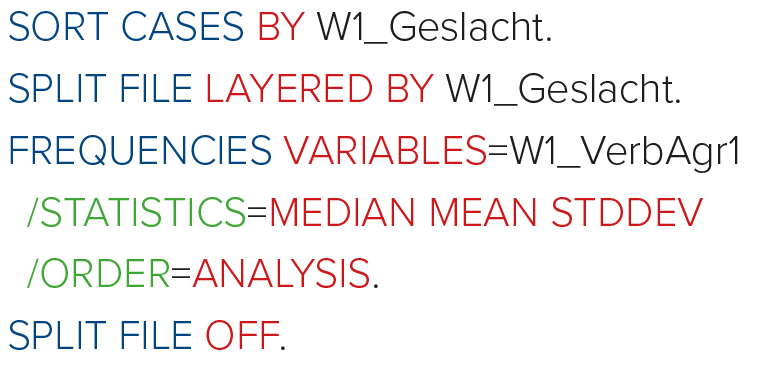 SORT CASES BY W1_Geslacht.
SPLIT FILE LAYERED BY W1_Geslacht.
FREQUENCIES VARIABLES=W1_VerbAgr1
/STATISTICS=MEDIAN MEAN STDDEV
/ORDER=ANALYSIS.
SPLIT FILE OFF.